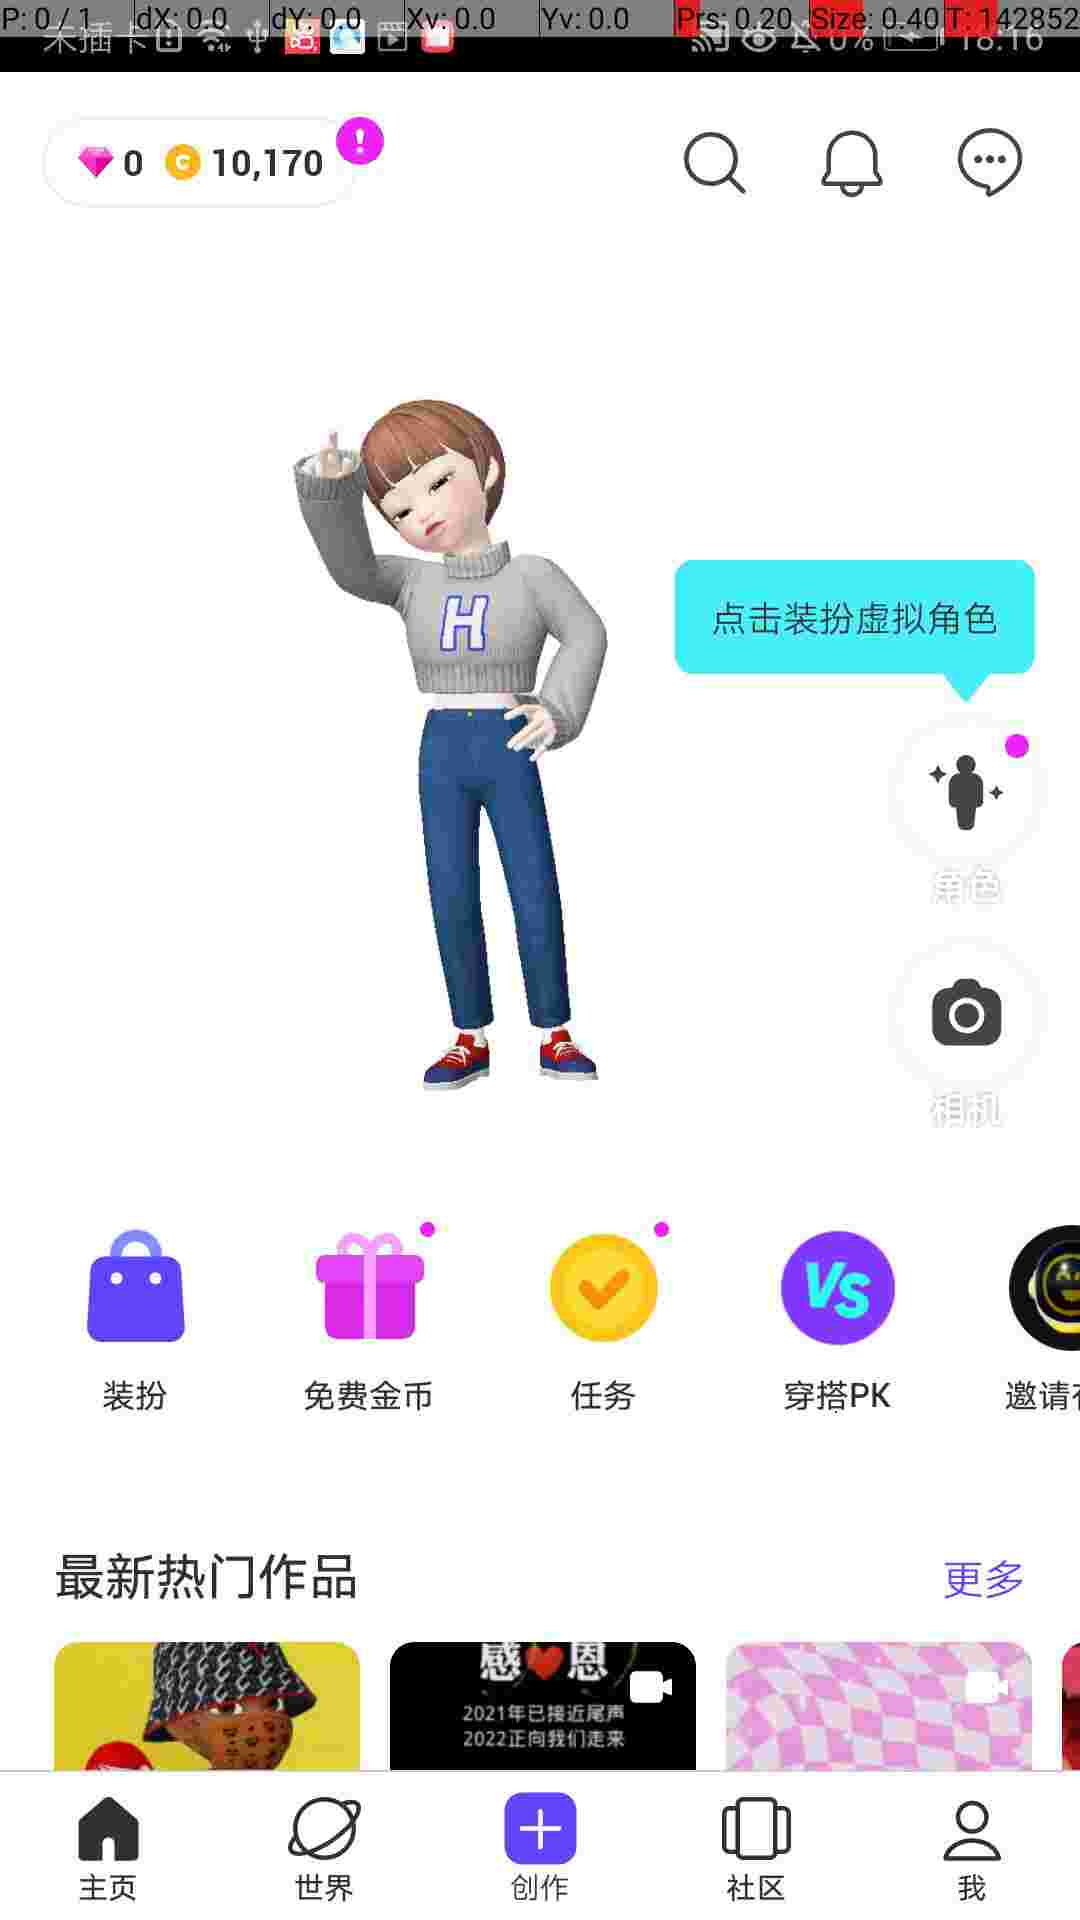 P: 0 / 1 dX: 0.0 dY: 0.0 Xv: 0.0 Yv: 0.0 Prs: 0.20 Size: 0.40 T: 142852
未插卡 0% 18:16
0 10,170
H
点击装扮虚拟角色
角色
相机
装扮 免费金币 任务 VS 穿搭PK 邀请
最新热门作品 更多
感 恩
2021年已接近尾声
2022正向我们走来
主页 世界 创作 社区 我